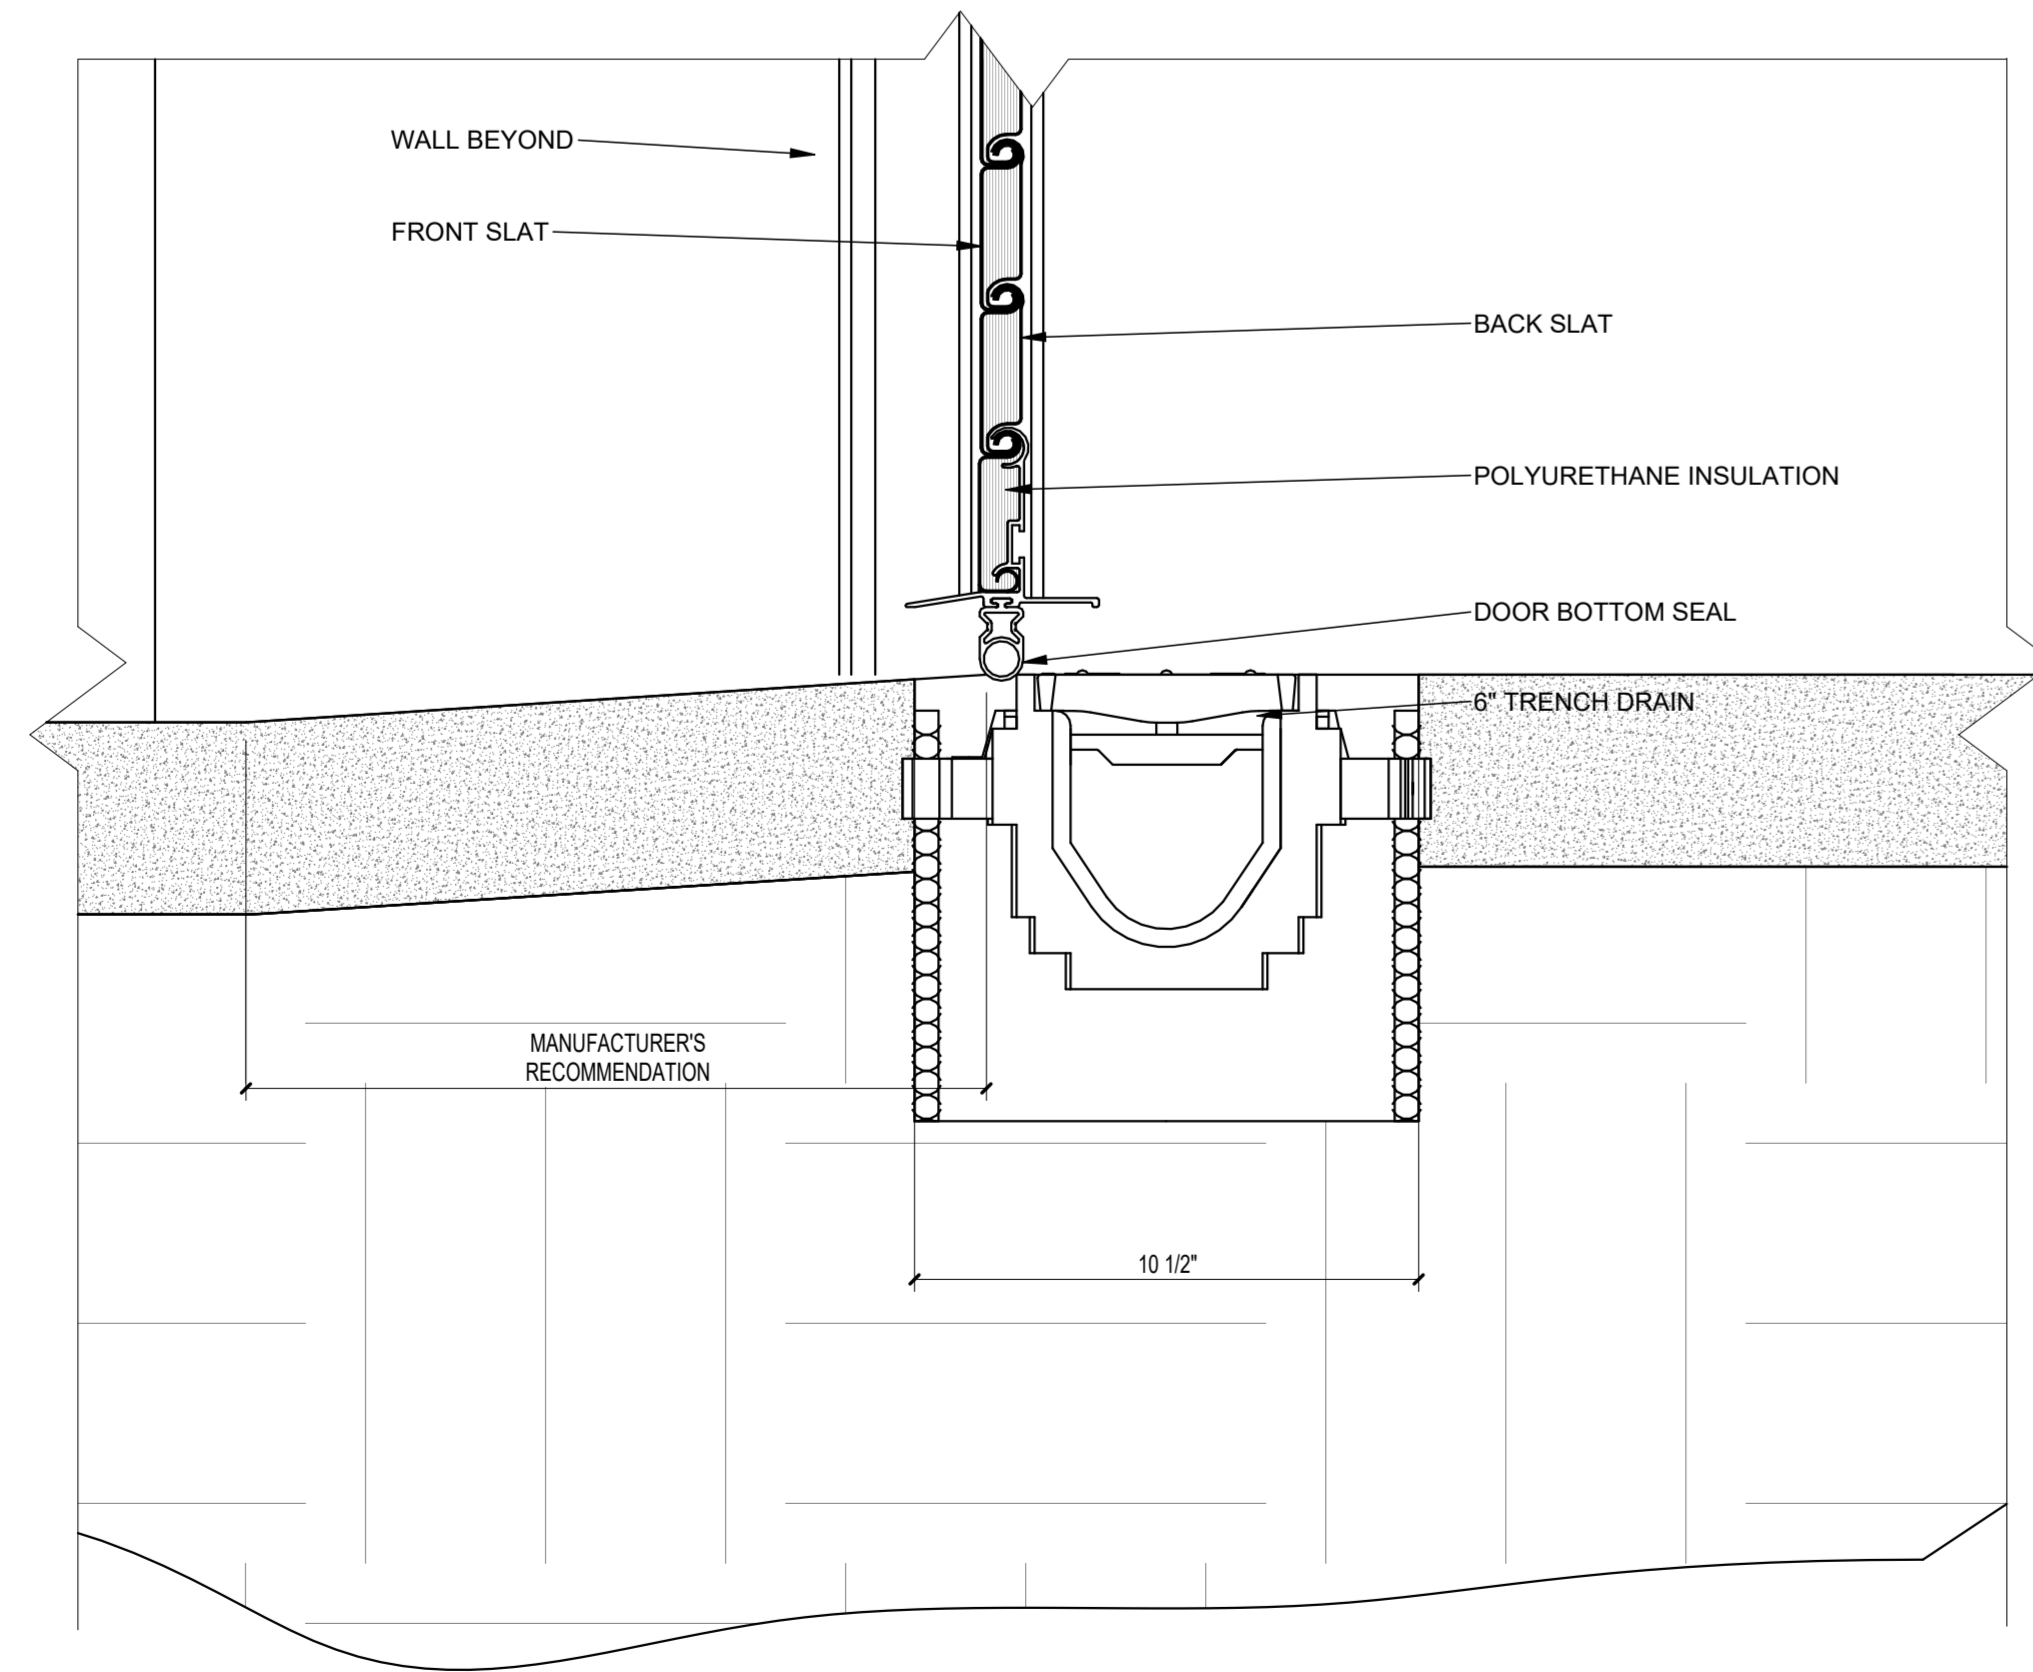 WALL BEYOND
FRONT SLAT
BACK SLAT
POLYURETHANE INSULATION
DOOR BOTTOM SEAL
6" TRENCH DRAIN
MANUFACTURER'S
RECOMMENDATION
10 1/2"